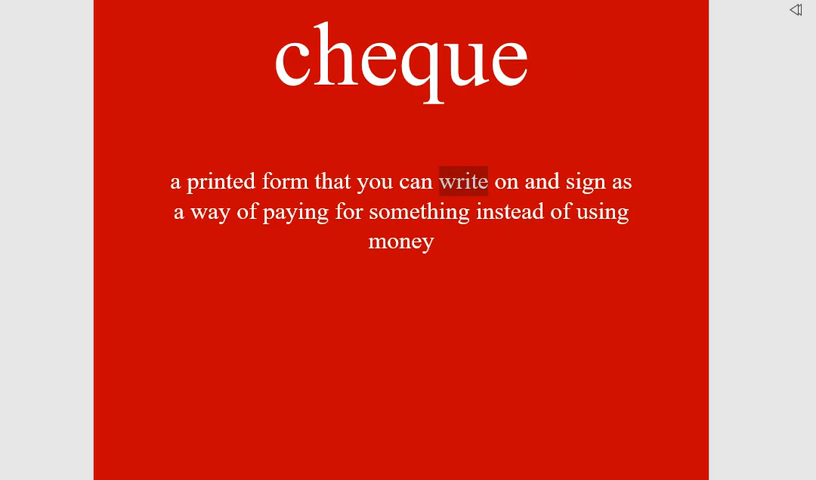 cheque
a printed form that you can write on and sign as
a way of paying for something instead of using
money